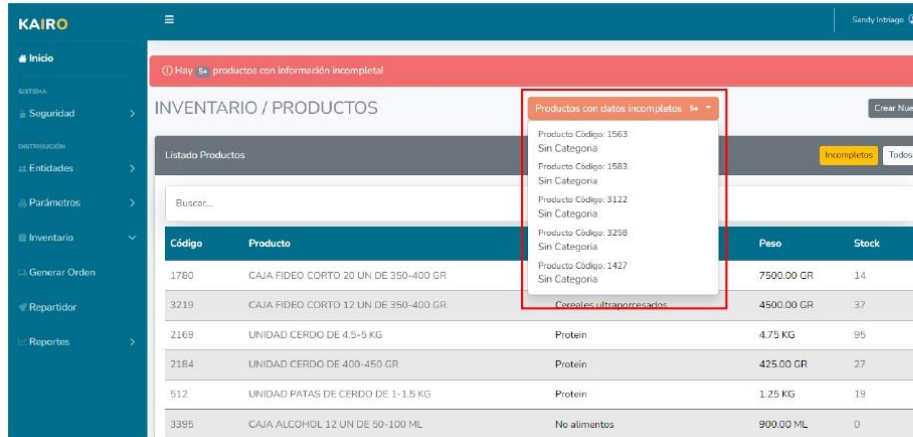 KAIRO
Sandy Intriago
Inicio
Hay 5+ productos con información incompleta!
SISTEMA
Seguridad
INVENTARIO / PRODUCTOS
Productos con datos incompletos 5+
Crear Nue
DISTRIBUCIÓN
Entidades
Parámetros
Inventario
Generar Orden
Repartidor
Reportes
Producto Código: 1563
Sin Categoria
Producto Código: 1583
Sin Categoria
Producto Código: 3122
Sin Categoria
Producto Código: 3258
Sin Categoria
Producto Código: 1427
Sin Categoria
Listado Productos
Incompletos Todos
Buscar...
Código Producto Peso Stock
1780 CAJA FIDEO CORTO 20 UN DE 350-400 GR 7500.00 GR 14
3219 CAJA FIDEO CORTO 12 UN DE 350-400 GR Cereales ultraporcesados 4500.00 GR 37
2169 UNIDAD CERDO DE 4.5-5 KG Protein 4.75 KG 95
2184 UNIDAD CERDO DE 400-450 GR Protein 425.00 GR 27
512 UNIDAD PATAS DE CERDO DE 1-1.5 KG Protein 1.25 KG 19
3395 CAJA ALCOHOL 12 UN DE 50-100 ML No alimentos 900.00 ML 0